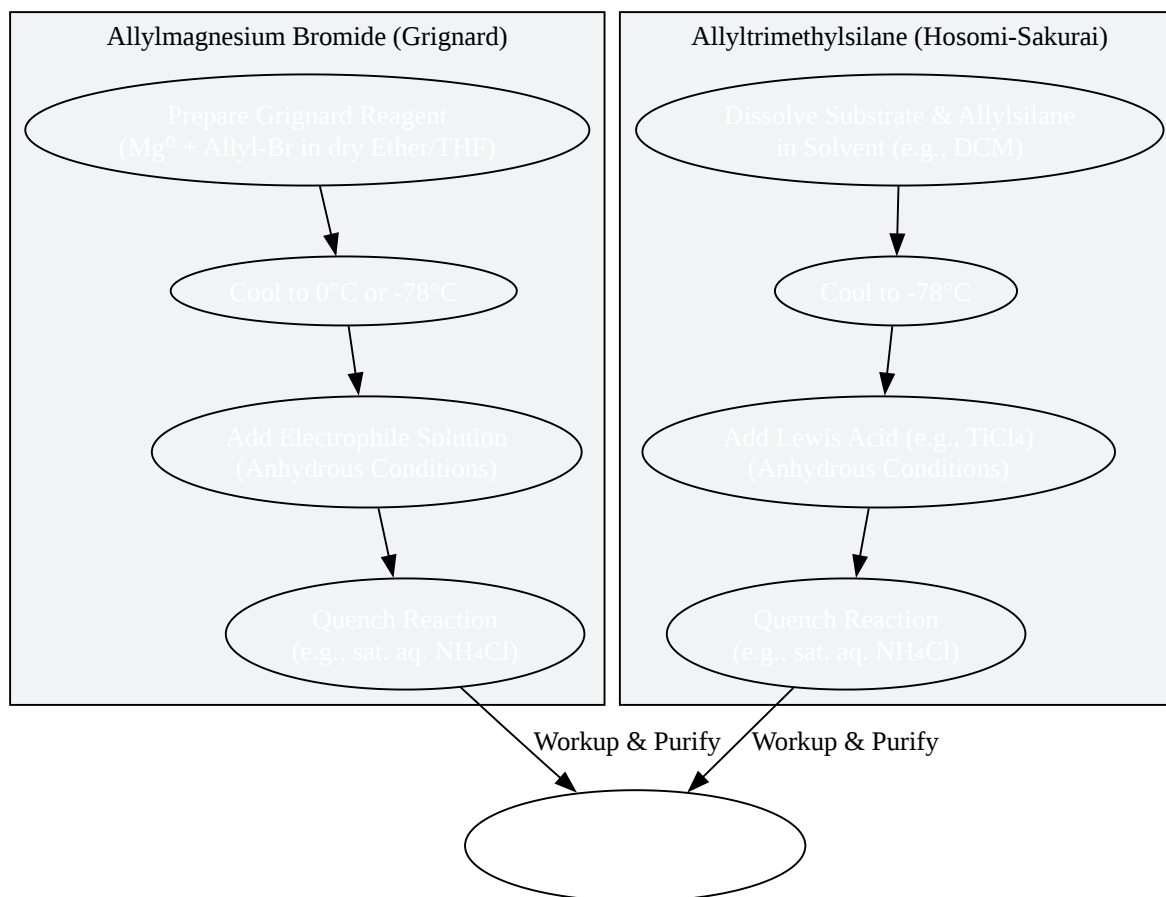 Allylmagnesium Bromide (Grignard)
Prepare Grignard Reagent
(Mg⁰ + Allyl-Br in dry Ether/THF)
Cool to 0°C or -78°C
Add Electrophile Solution
(Anhydrous Conditions)
Quench Reaction
(e.g., sat. aq. NH₄Cl)
Allyltrimethylsilane (Hosomi-Sakurai)
Dissolve Substrate & Allylsilane
in Solvent (e.g., DCM)
Cool to -78°C
Add Lewis Acid (e.g., TiCl₄)
(Anhydrous Conditions)
Quench Reaction
(e.g., sat. aq. NH₄Cl)
Workup & Purify
Workup & Purify